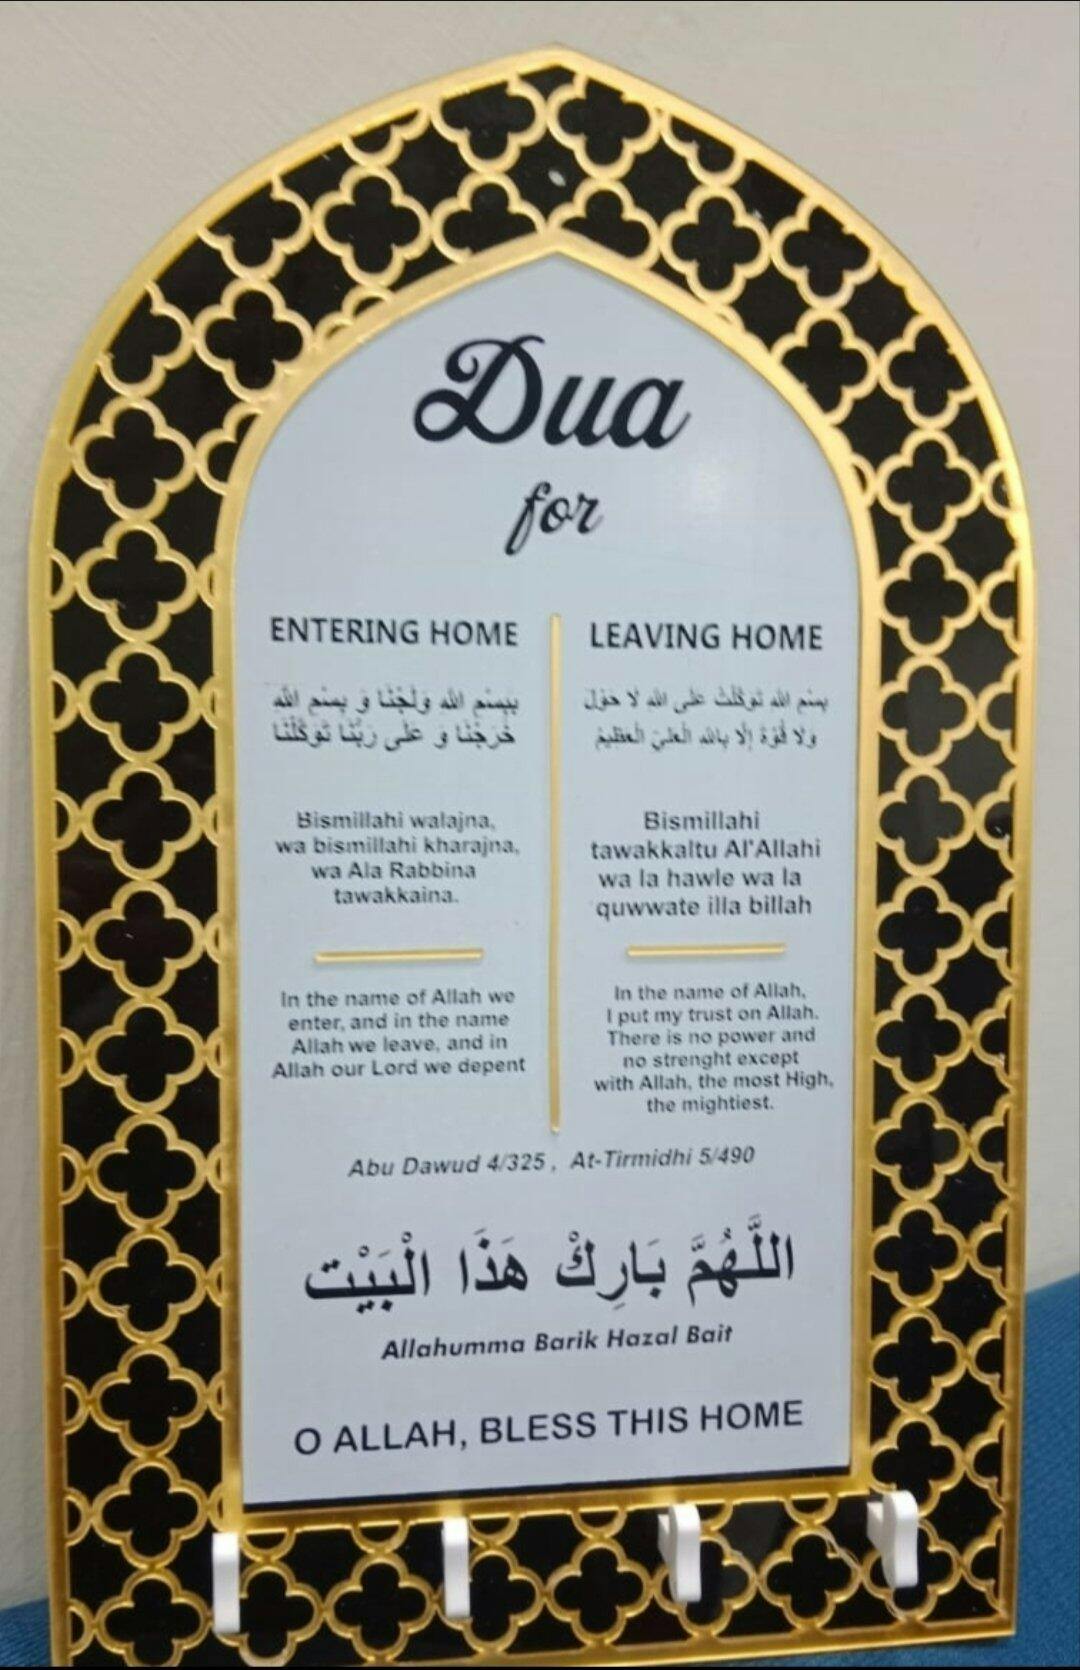 Dua
for
ENTERING HOME
بِبِسْمِ اللهِ وَلَجْنَا وَ بِسْمِ اللهِ
خَرَجْنَا وَ عَلَى رَبِّنَا تَوَكَّلْنَا
Bismillahi walajna,
wa bismillahi kharajna,
wa Ala Rabbina
tawakkaina.
In the name of Allah we
enter, and in the name
Allah we leave, and in
Allah our Lord we depent
LEAVING HOME
بِسْمِ اللهِ تَوَكَّلْتُ عَلَى اللهِ لَا حَوْلَ
وَلَا قُوَّةَ إِلَّا بِاللهِ الْعَلِيِّ الْعَظِيْمِ
Bismillahi
tawakkaltu Al'Allahi
wa la hawle wa la
quwwate illa billah
In the name of Allah,
I put my trust on Allah.
There is no power and
no strenght except
with Allah, the most High,
the mightiest.
Abu Dawud 4/325 , At-Tirmidhi 5/490
اللَّهُمَّ بَارِكْ هَذَا الْبَيْت
Allahumma Barik Hazal Bait
O ALLAH, BLESS THIS HOME